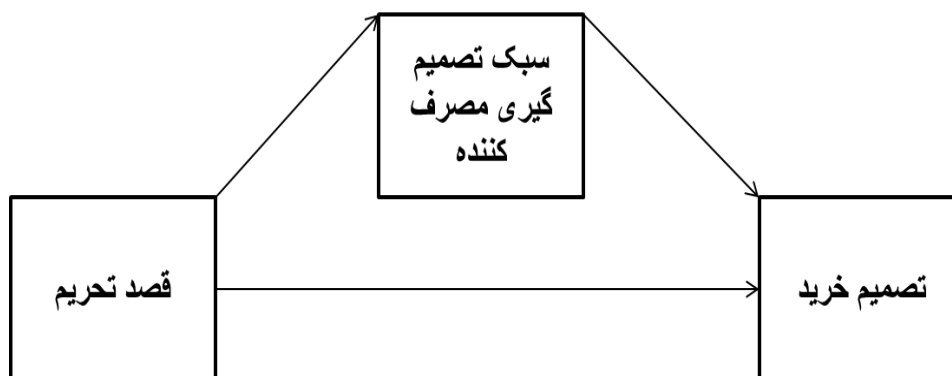 سبک تصمیم
گیری مصرف
کننده
قصد تحریم
تصمیم خرید